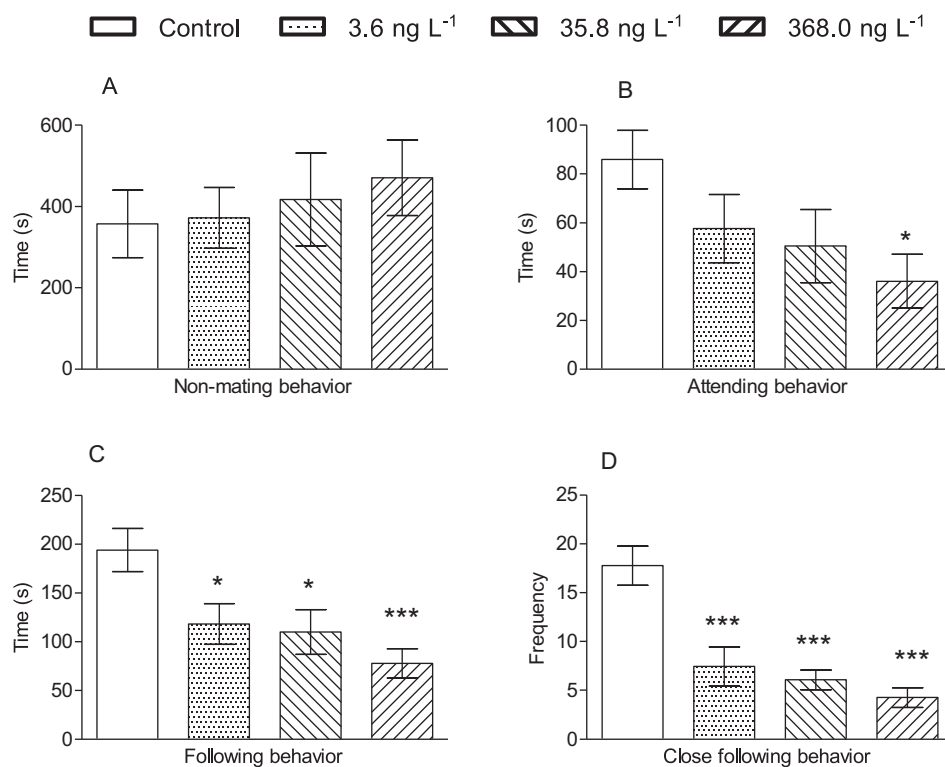 Control 3.6 ng L⁻¹ 35.8 ng L⁻¹ 368.0 ng L⁻¹
A
600
400
200
0
Time (s)
Non-mating behavior
B
100
80
60
40
20
0
Time (s)
*
Attending behavior
C
250
200
150
100
50
0
Time (s)
* * ***
Following behavior
D
25
20
15
10
5
0
Frequency
*** *** ***
Close following behavior